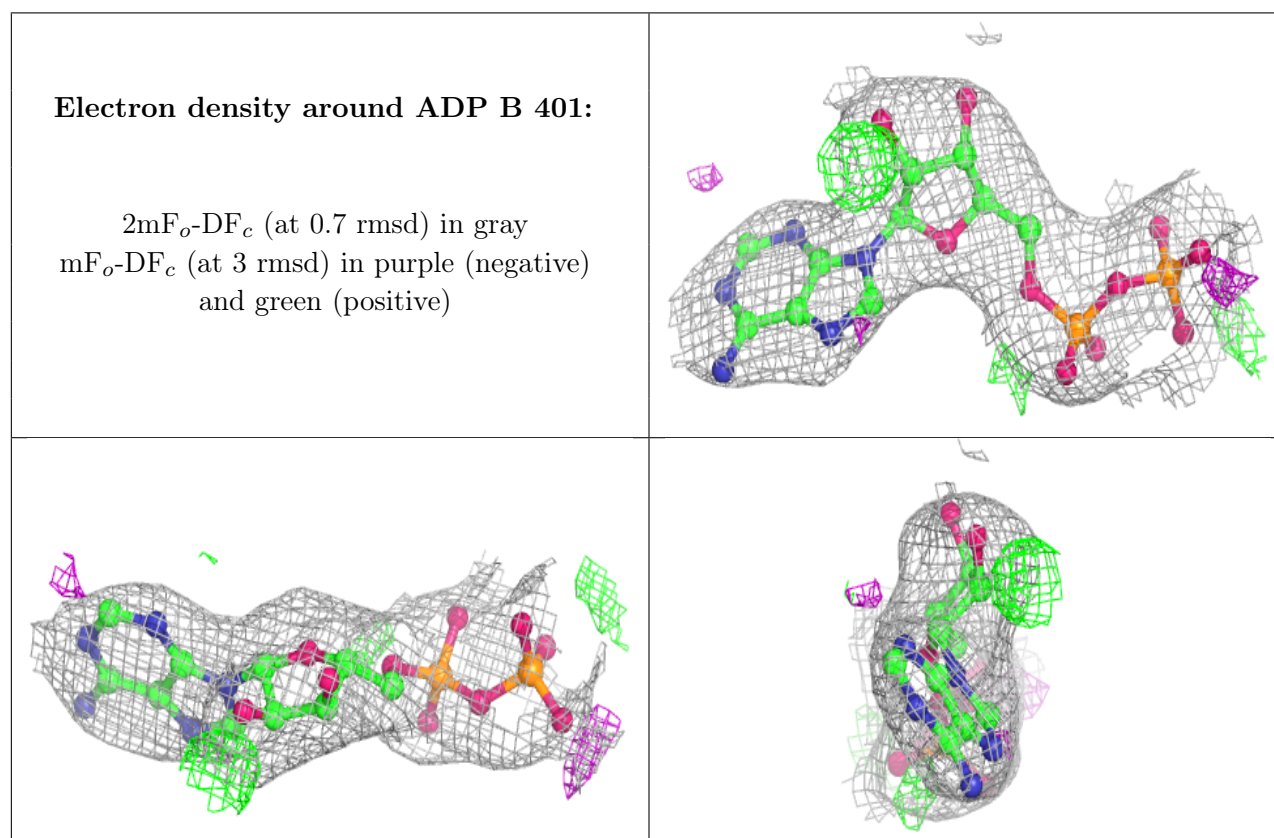 Electron density around ADP B 401:
2mFₒ-DF𝑐 (at 0.7 rmsd) in gray
mFₒ-DF𝑐 (at 3 rmsd) in purple (negative)
and green (positive)